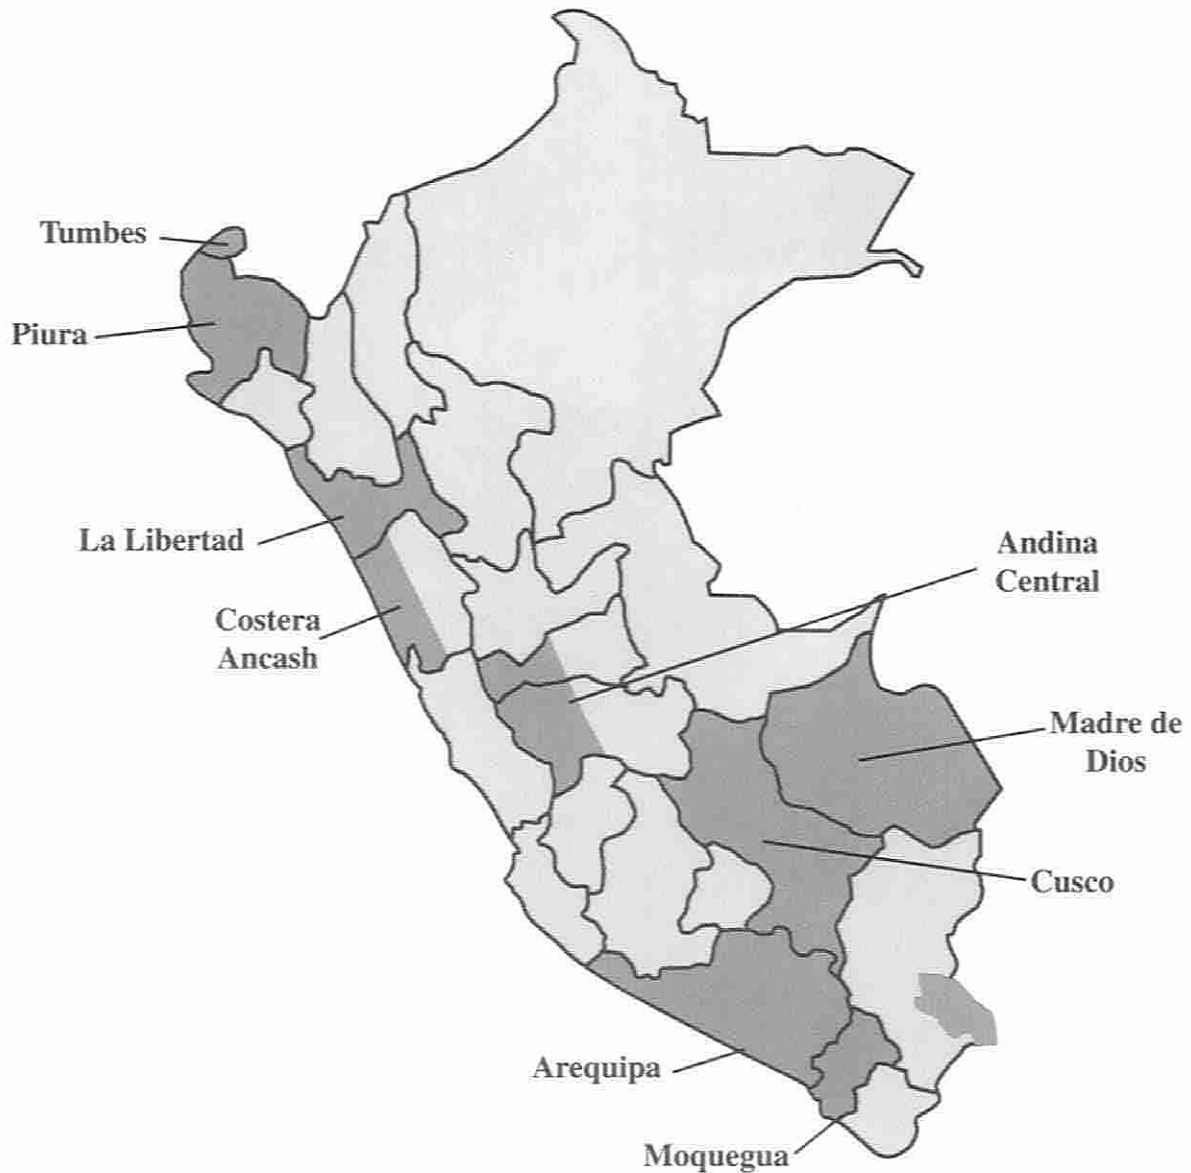 Tumbes
Piura
La Libertad
Andina
Central
Costera
Ancash
Madre de
Dios
Cusco
Arequipa
Moquegua